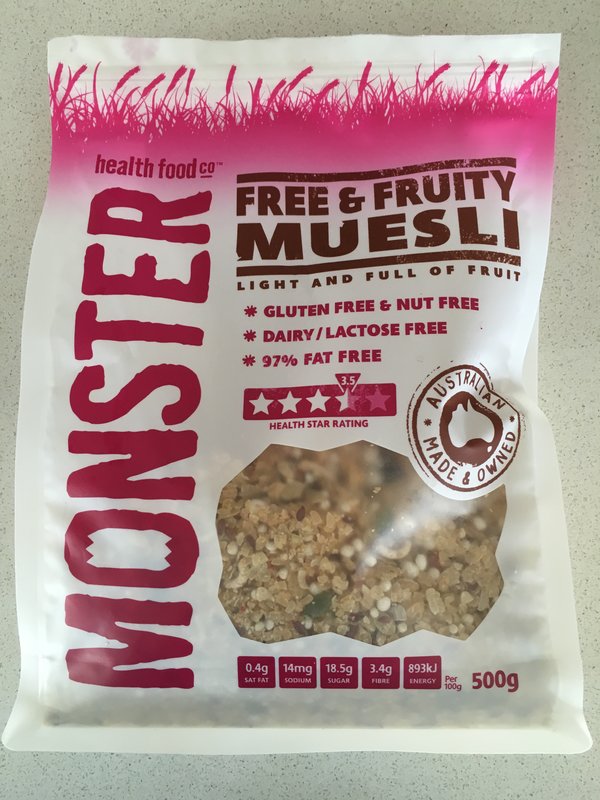 health food co™
MONSTER
FREE & FRUITY
MUESLI
LIGHT AND FULL OF FRUIT
* GLUTEN FREE & NUT FREE
* DAIRY/LACTOSE FREE
* 97% FAT FREE
3.5
HEALTH STAR RATING
* AUSTRALIAN *
MADE & OWNED
0.4g
SAT FAT
14mg
SODIUM
18.5g
SUGAR
3.4g
FIBRE
893kJ
ENERGY
Per
100g
500g